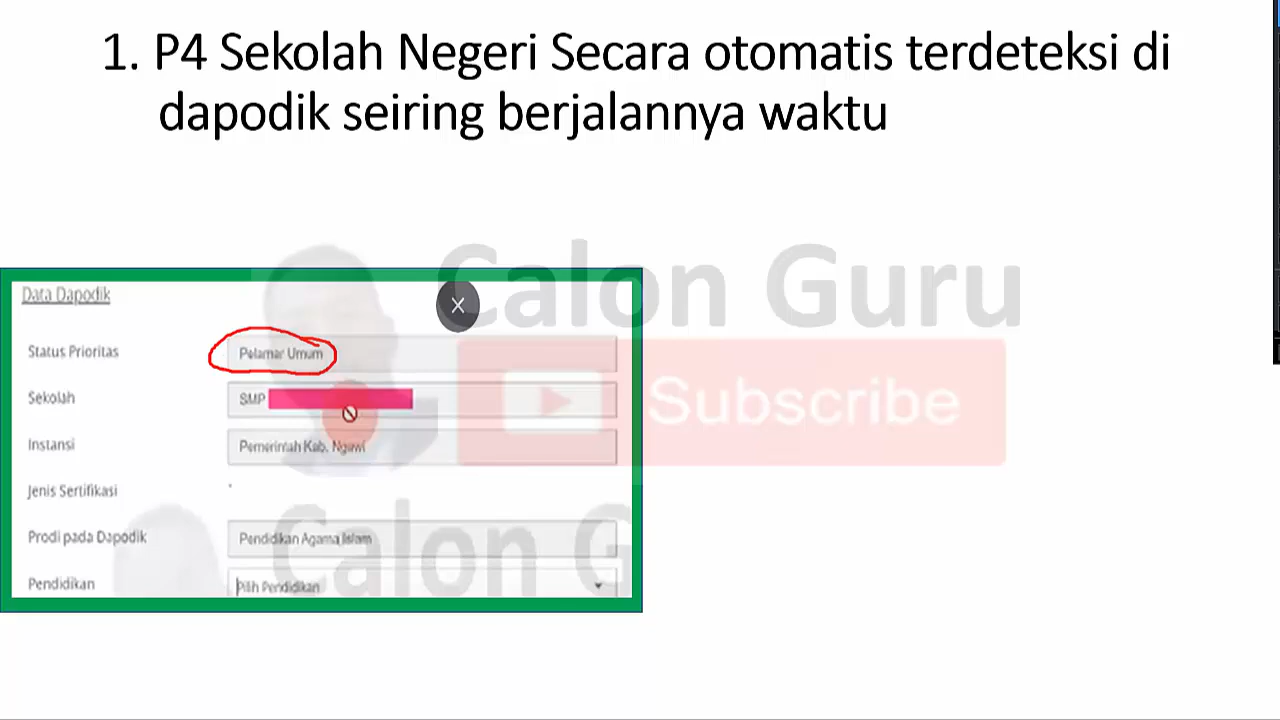 1. P4 Sekolah Negeri Secara otomatis terdeteksi di
dapodik seiring berjalannya waktu
Calon Guru
Data Dapodik
Status Prioritas Pelamar Umum
Subscribe
Sekolah SMP
Instansi Pemerintah Kab. Ngawi
Jenis Sertifikasi -
Prodi pada Dapodik Pendidikan Agama Islam
Calon G
Pendidikan Pilih Pendidikan